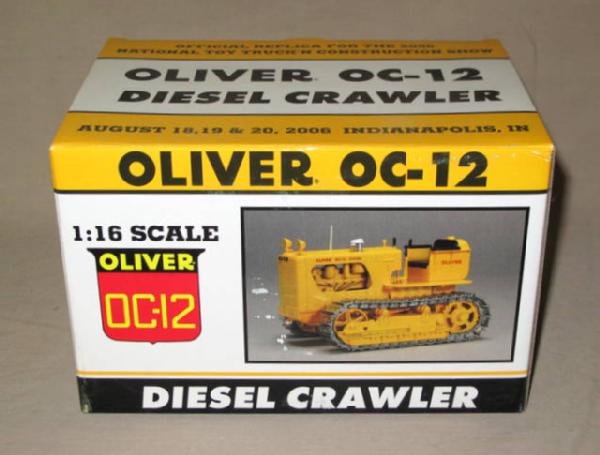 OFFICIAL REPLICA FOR THE 2006
NATIONAL TOY TRUCK'N CONSTRUCTION SHOW
OLIVER OC-12
DIESEL CRAWLER
AUGUST 18,19 & 20, 2006 INDIANAPOLIS, IN
OLIVER OC-12
1:16 SCALE
OLIVER
OC-12
OLIVER
DIESEL CRAWLER